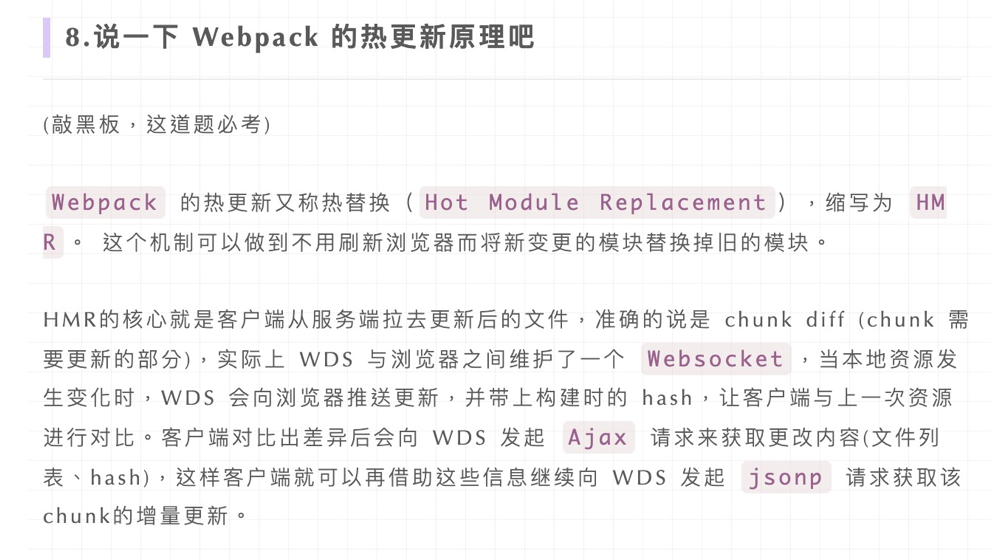 8.说一下 Webpack 的热更新原理吧
(敲黑板，这道题必考)
Webpack 的热更新又称热替换（Hot Module Replacement），缩写为 HM
R。 这个机制可以做到不用刷新浏览器而将新变更的模块替换掉旧的模块。
HMR的核心就是客户端从服务端拉去更新后的文件，准确的说是 chunk diff (chunk 需
要更新的部分)，实际上 WDS 与浏览器之间维护了一个 Websocket，当本地资源发
生变化时，WDS 会向浏览器推送更新，并带上构建时的 hash，让客户端与上一次资源
进行对比。客户端对比出差异后会向 WDS 发起 Ajax 请求来获取更改内容(文件列
表、hash)，这样客户端就可以再借助这些信息继续向 WDS 发起 jsonp 请求获取该
chunk的增量更新。